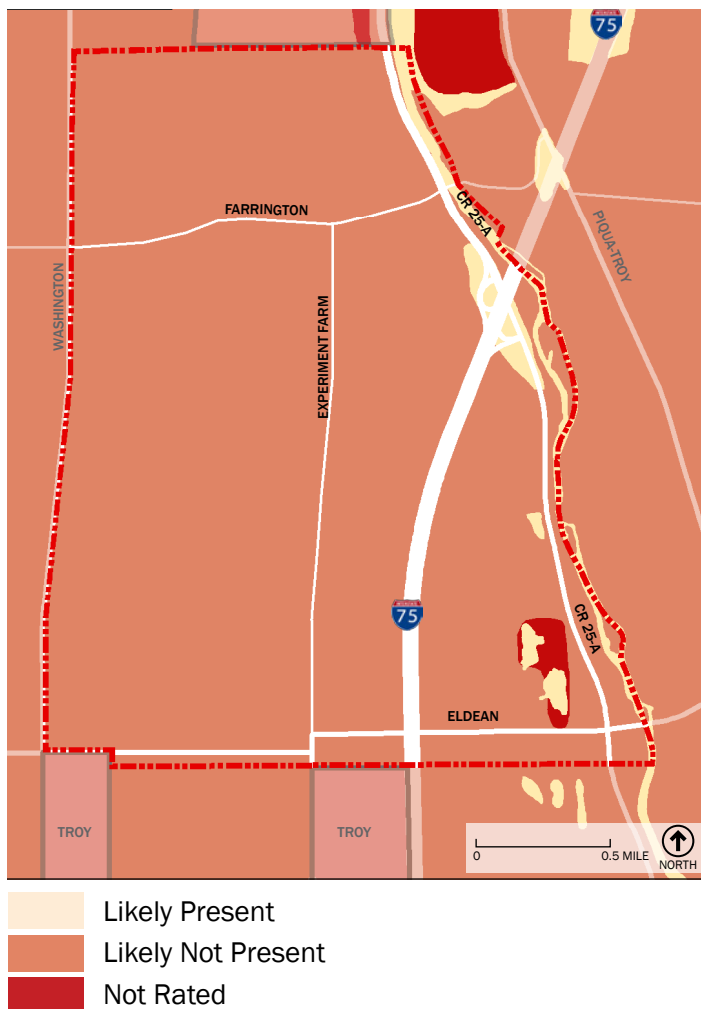 75
CR 25-A
FARRINGTON
PIQUA-TROY
WASHINGTON
EXPERIMENT FARM
75
CR 25-A
ELDEAN
TROY
TROY
0
0.5 MILE
NORTH
Likely Present
Likely Not Present
Not Rated